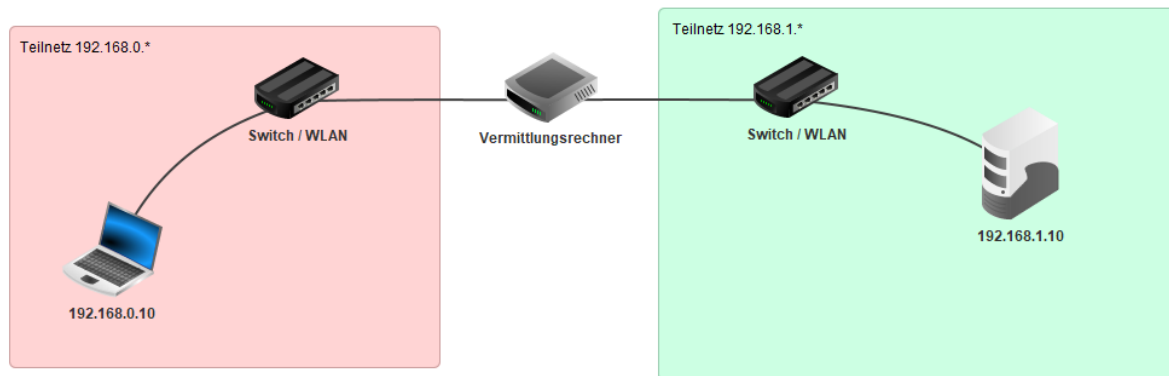 Teilnetz 192.168.0.*
Switch / WLAN
192.168.0.10
Vermittlungsrechner
Teilnetz 192.168.1.*
Switch / WLAN
192.168.1.10